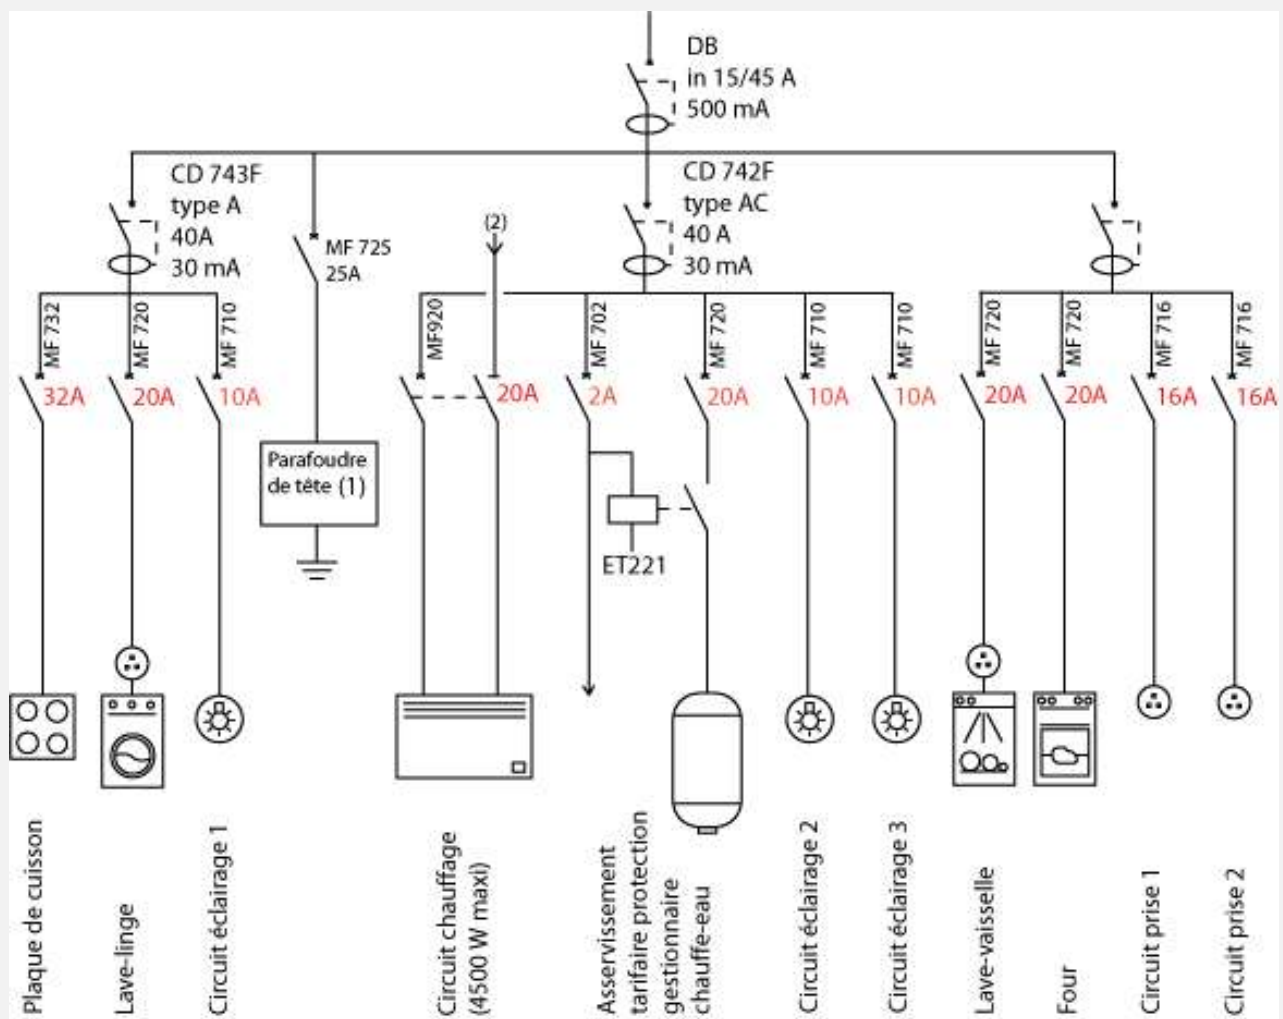 DB
in 15/45 A
500 mA
CD 743F
type A
40A
30 mA
MF 725
25A
(2)
CD 742F
type AC
40 A
30 mA
MF 732
MF 720
MF 710
MF920
MF 702
MF 720
MF 710
MF 710
MF 720
MF 720
MF 716
MF 716
32A
20A
10A
20A
2A
20A
10A
10A
20A
20A
16A
16A
Parafoudre
de tête (1)
ET221
Plaque de cuisson
Lave-linge
Circuit éclairage 1
Circuit chauffage
(4500 W maxi)
Asservissement
tarifaire protection
gestionnaire
chauffe-eau
Circuit éclairage 2
Circuit éclairage 3
Lave-vaisselle
Four
Circuit prise 1
Circuit prise 2